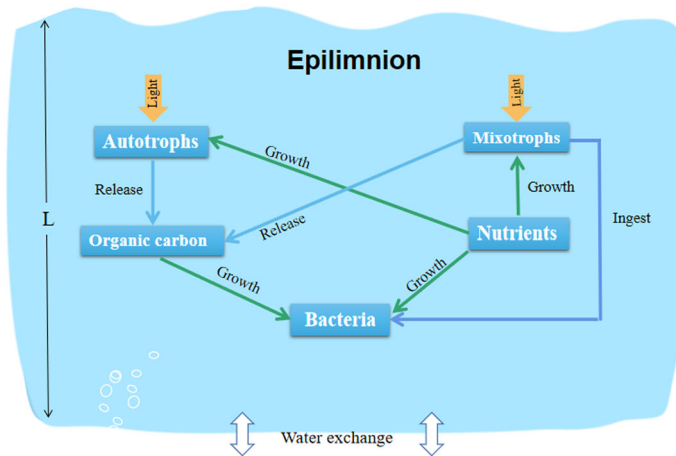 Epilimnion
Light
Light
Autotrophs
Mixotrophs
Growth
Release
Growth
L
Release
Ingest
Organic carbon
Nutrients
Growth
Growth
Bacteria
Water exchange